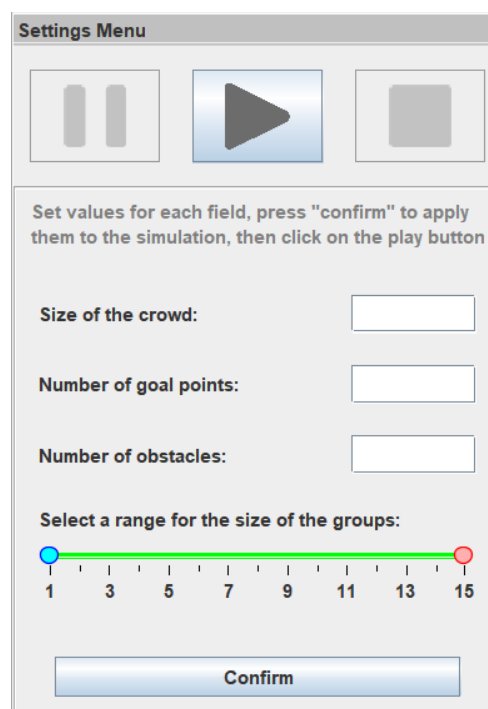 Settings Menu
Set values for each field, press "confirm" to apply
them to the simulation, then click on the play button
Size of the crowd:
Number of goal points:
Number of obstacles:
Select a range for the size of the groups:
1 3 5 7 9 11 13 15
Confirm